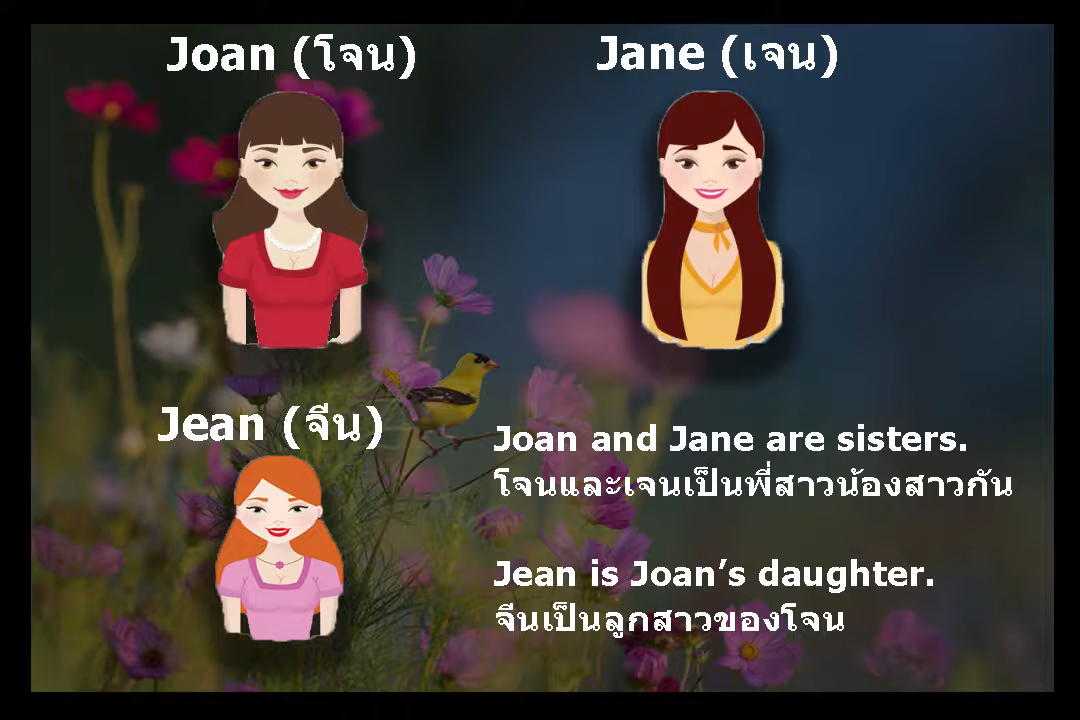 Joan (โจน)
Jane (เจน)
Jean (จีน)
Joan and Jane are sisters.
โจนและเจนเป็นพี่สาวน้องสาวกัน
Jean is Joan’s daughter.
จีนเป็นลูกสาวของโจน